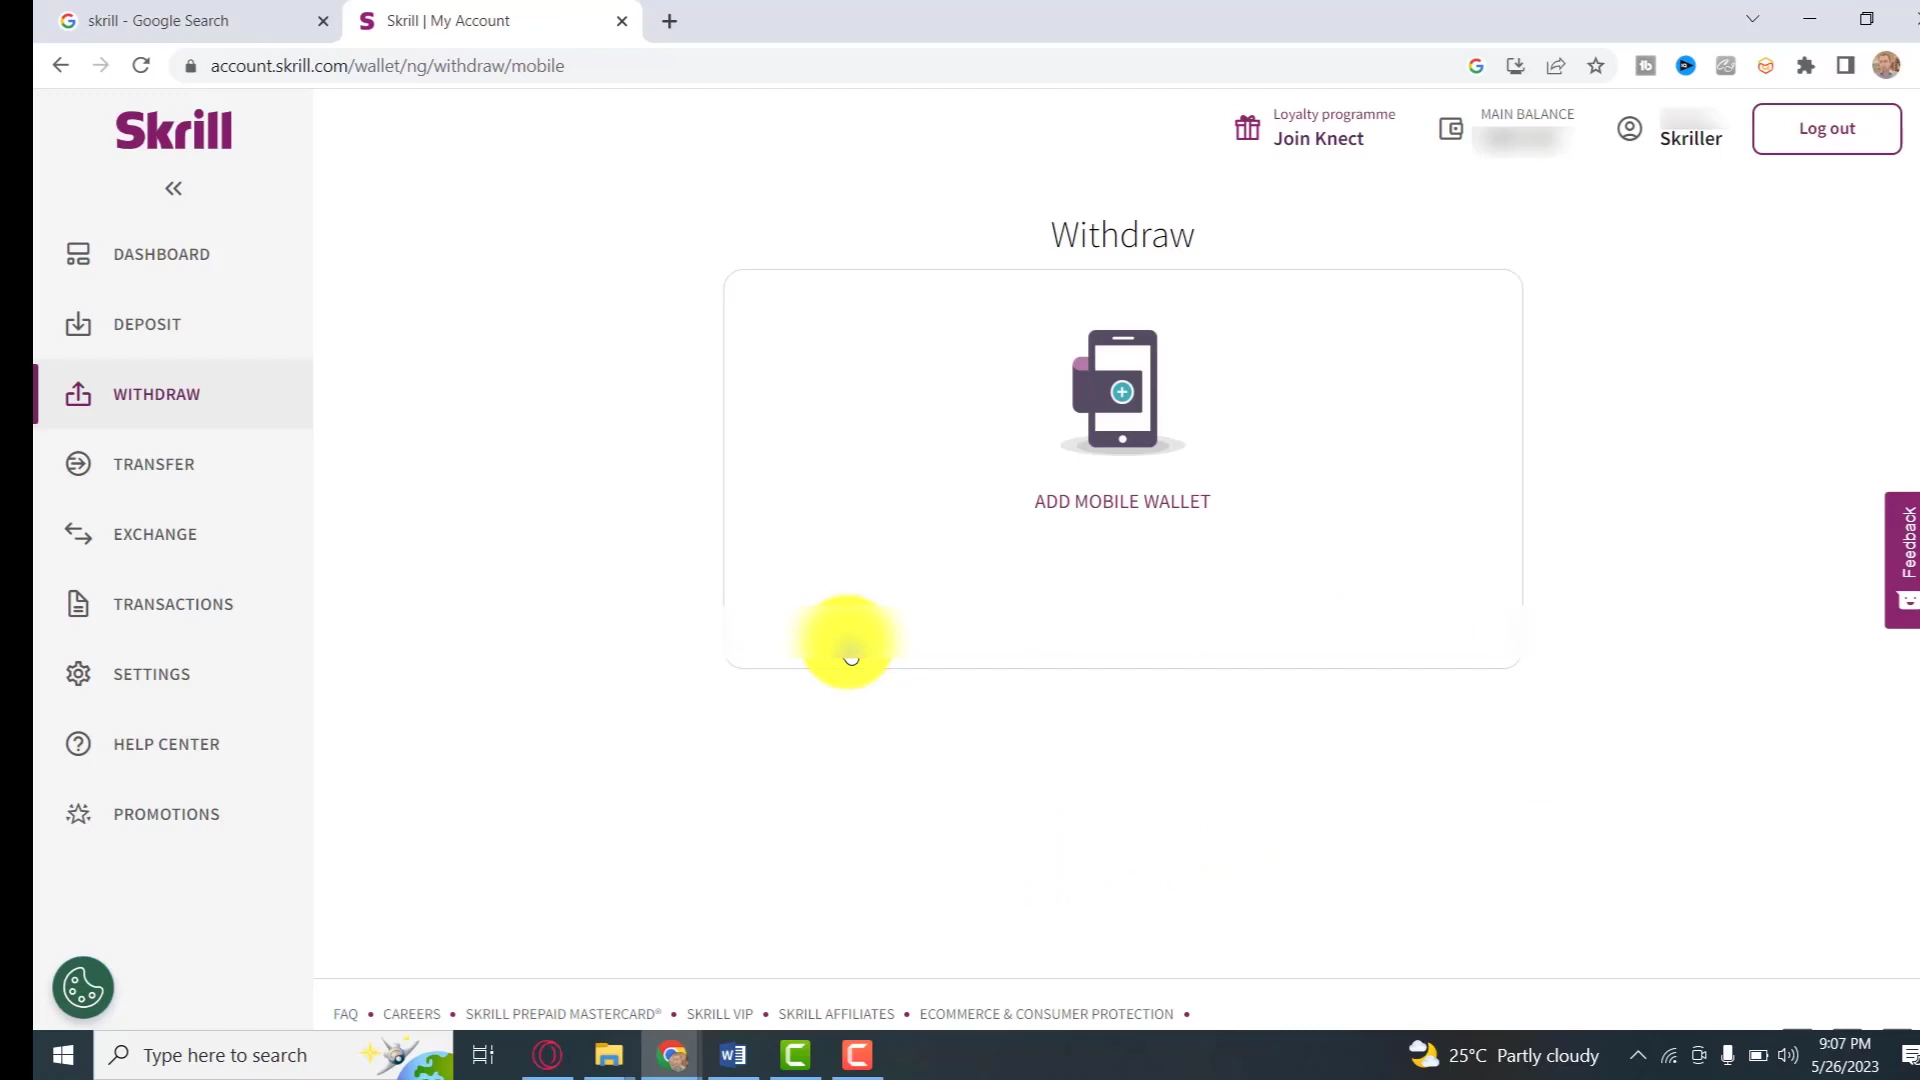 skrill - Google Search
Skrill | My Account
account.skrill.com/wallet/ng/withdraw/mobile
Skrill
Loyalty programme
Join Knect
MAIN BALANCE
Skriller
Log out
DASHBOARD
DEPOSIT
WITHDRAW
TRANSFER
EXCHANGE
TRANSACTIONS
SETTINGS
HELP CENTER
PROMOTIONS
Withdraw
ADD MOBILE WALLET
Feedback
FAQ • CAREERS • SKRILL PREPAID MASTERCARD® • SKRILL VIP • SKRILL AFFILIATES • ECOMMERCE & CONSUMER PROTECTION •
Type here to search
25°C Partly cloudy
9:07 PM
5/26/2023